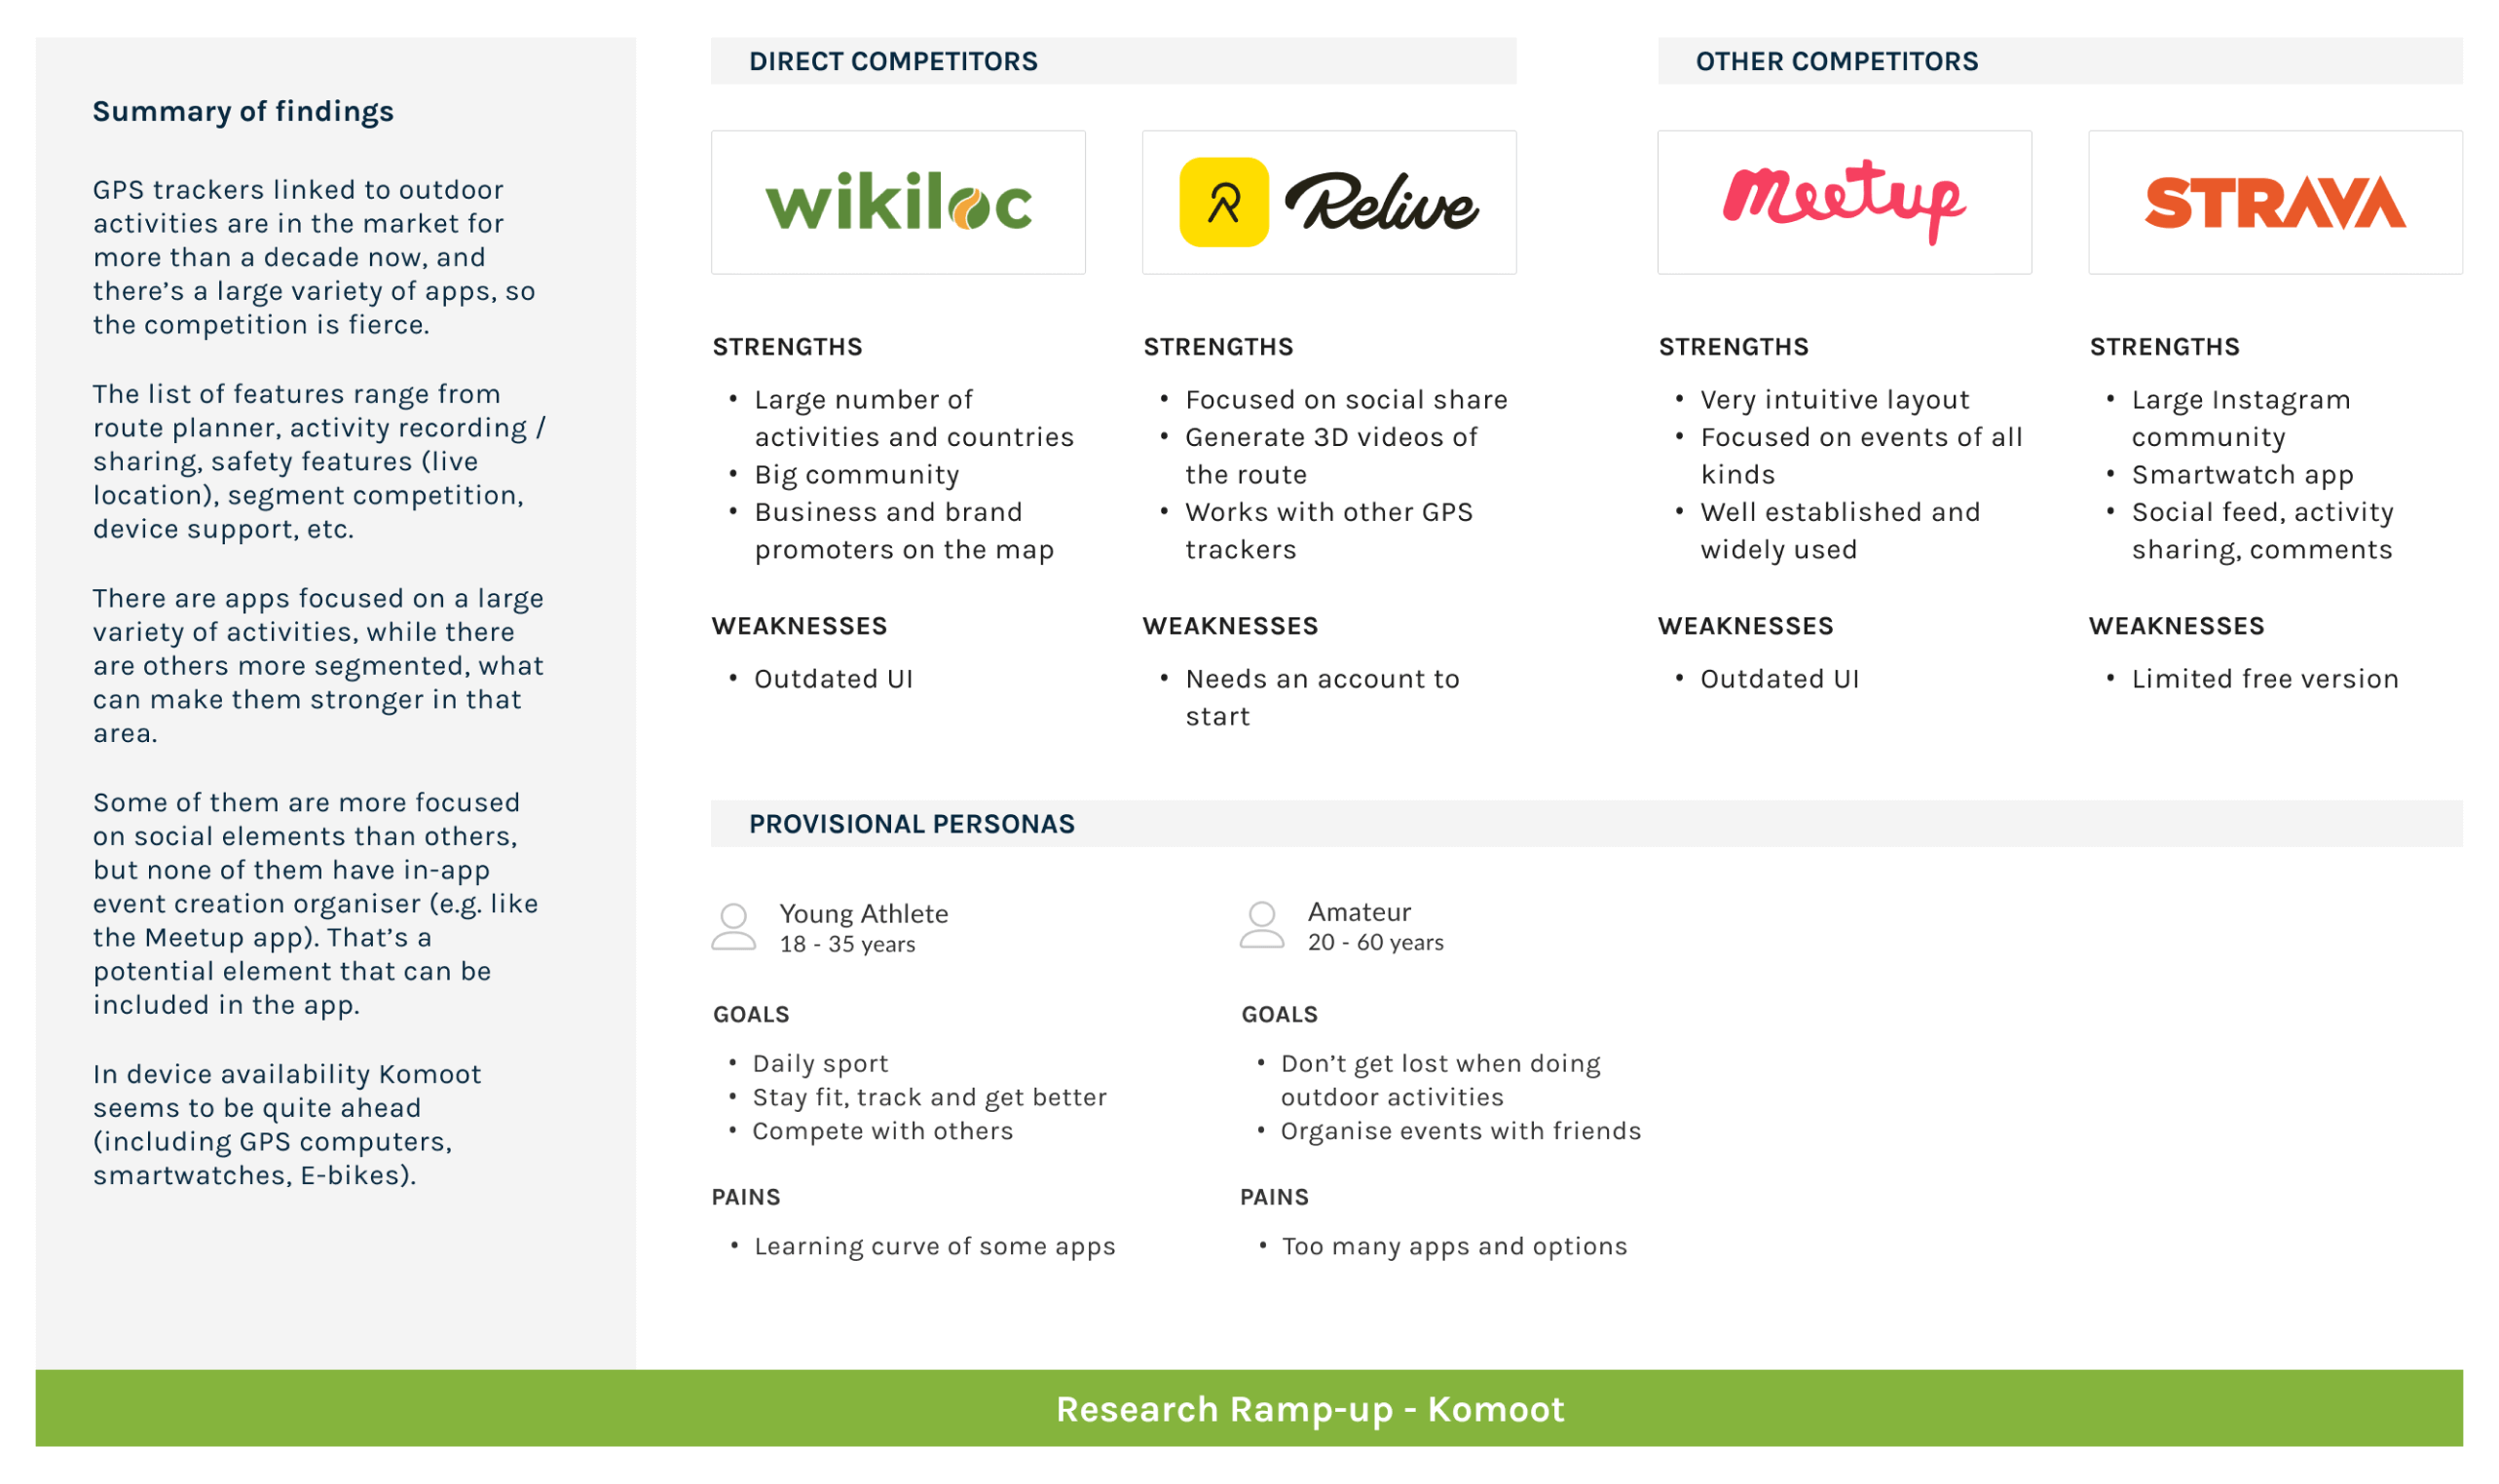 Summary of findings
GPS trackers linked to outdoor
activities are in the market for
more than a decade now, and
there's a large variety of apps, so
the competition is fierce.
The list of features range from
route planner, activity recording /
sharing, safety features (live
location), segment competition,
device support, etc.
There are apps focused on a large
variety of activities, while there
are others more segmented, what
can make them stronger in that
area.
Some of them are more focused
on social elements than others,
but none of them have in-app
event creation organiser (e.g. like
the Meetup app). That's a
potential element that can be
included in the app.
In device availability Komoot
seems to be quite ahead
(including GPS computers,
smartwatches, E-bikes).
DIRECT COMPETITORS
wikiloc
STRENGTHS
• Large number of
activities and countries
• Big community
• Business and brand
promoters on the map
WEAKNESSES
• Outdated UI
Relive
STRENGTHS
• Focused on social share
• Generate 3D videos of
the route
• Works with other GPS
trackers
WEAKNESSES
• Needs an account to
start
OTHER COMPETITORS
meetup
STRENGTHS
• Very intuitive layout
• Focused on events of all
kinds
• Well established and
widely used
WEAKNESSES
• Outdated UI
STRAVA
STRENGTHS
• Large Instagram
community
• Smartwatch app
• Social feed, activity
sharing, comments
WEAKNESSES
• Limited free version
PROVISIONAL PERSONAS
Young Athlete
18 - 35 years
GOALS
• Daily sport
• Stay fit, track and get better
• Compete with others
PAINS
• Learning curve of some apps
Amateur
20 - 60 years
GOALS
• Don't get lost when doing
outdoor activities
• Organise events with friends
PAINS
• Too many apps and options
Research Ramp-up - Komoot